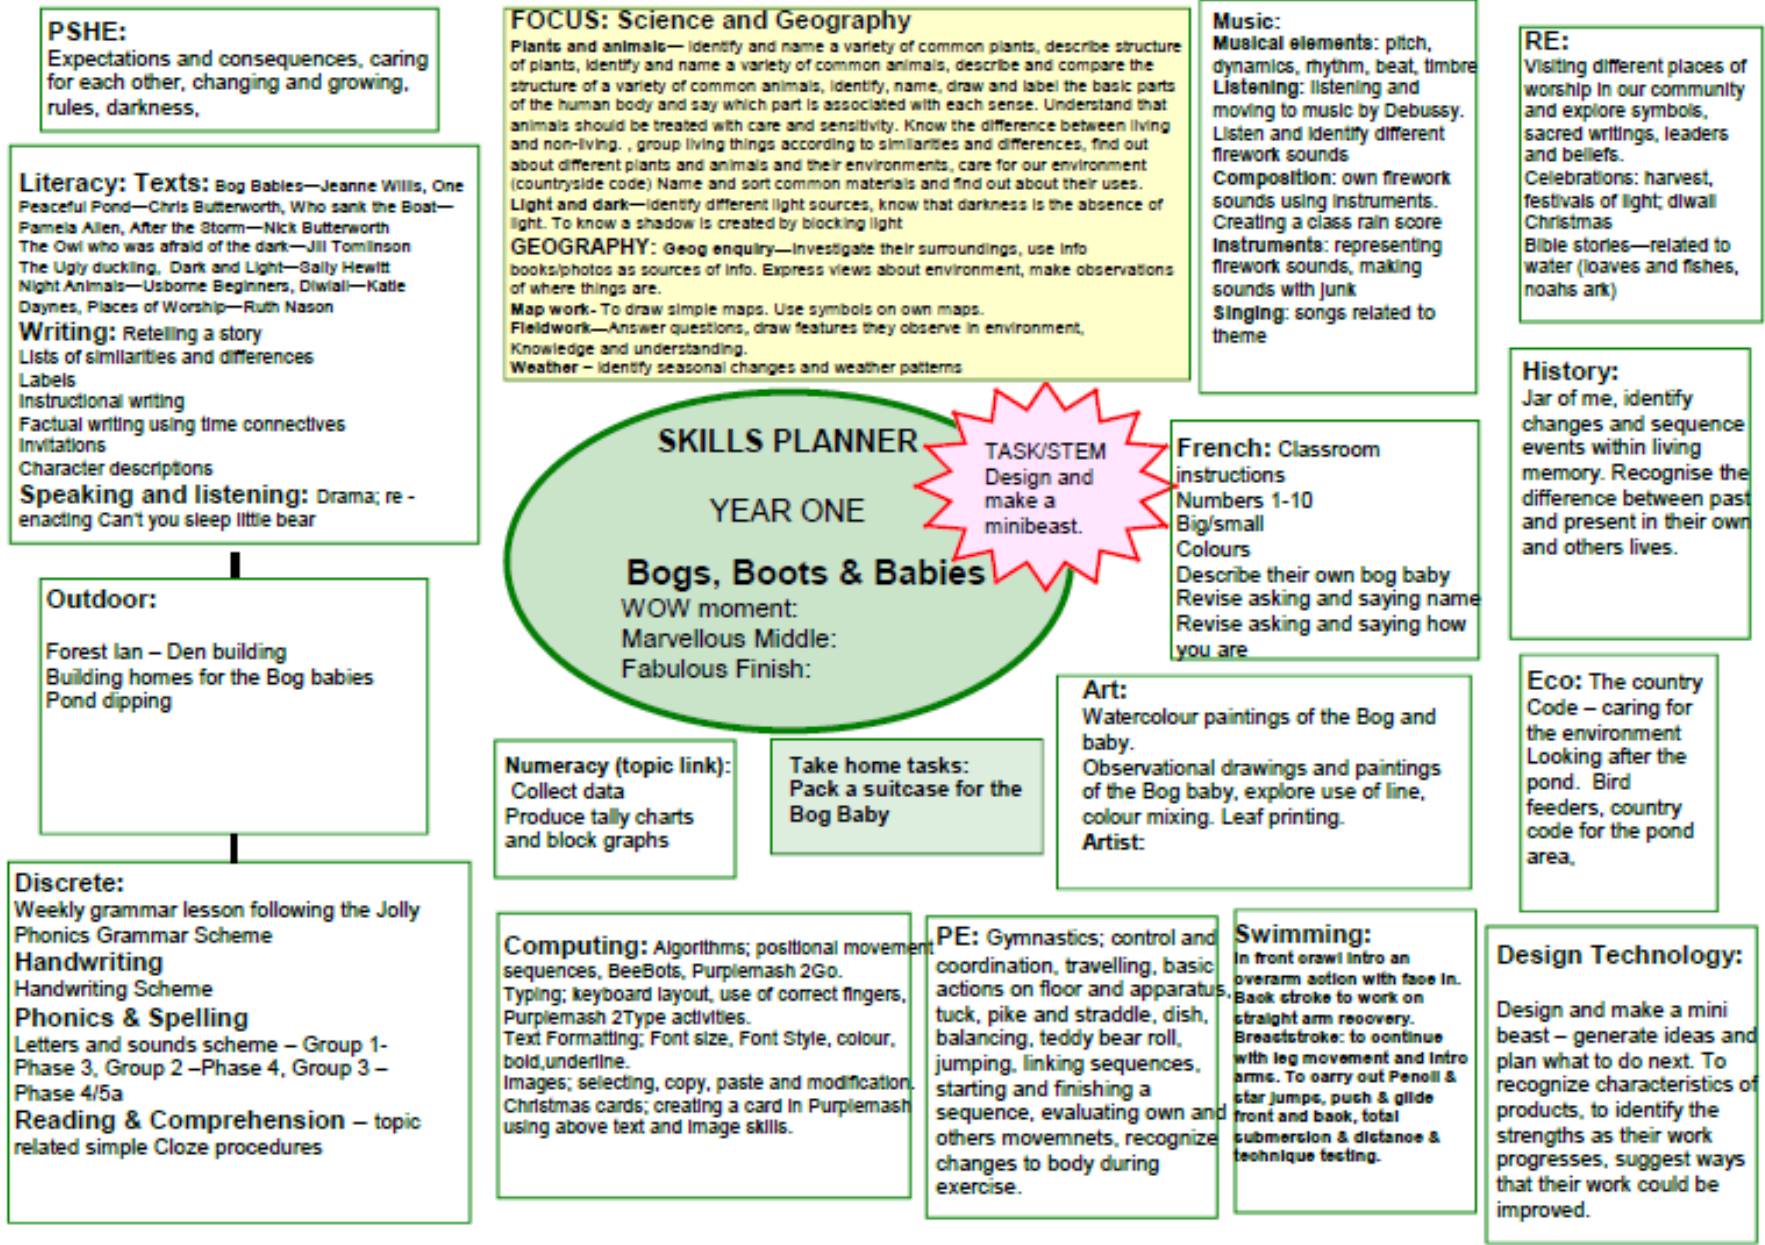 PSHE:
Expectations and consequences, caring
for each other, changing and growing,
rules, darkness,
Literacy: Texts: Bog Babies—Jeanne Wills, One
Peaceful Pond—Chris Butterworth, Who sank the Boat—
Pamela Allen, After the Storm—Nick Butterworth
The Owl who was afraid of the dark—Jill Tomlinson
The Ugly duckling, Dark and Light—Sally Hewitt
Night Animals—Usborne Beginners, Diwlali—Katie
Daynes, Places of Worship—Ruth Nason
Writing: Retelling a story
Lists of similarities and differences
Labels
Instructional writing
Factual writing using time connectives
Invitations
Character descriptions
Speaking and listening: Drama; re -
enacting Can't you sleep little bear
Outdoor:
Forest Ian – Den building
Building homes for the Bog babies
Pond dipping
Discrete:
Weekly grammar lesson following the Jolly
Phonics Grammar Scheme
Handwriting
Handwriting Scheme
Phonics & Spelling
Letters and sounds scheme – Group 1-
Phase 3, Group 2 –Phase 4, Group 3 –
Phase 4/5a
Reading & Comprehension – topic
related simple Cloze procedures
FOCUS: Science and Geography
Plants and animals— identify and name a variety of common plants, describe structure
of plants, identify and name a variety of common animals, describe and compare the
structure of a variety of common animals, identify, name, draw and label the basic parts
of the human body and say which part is associated with each sense. Understand that
animals should be treated with care and sensitivity. Know the difference between living
and non-living. , group living things according to similarities and differences, find out
about different plants and animals and their environments, care for our environment
(countryside code) Name and sort common materials and find out about their uses.
Light and dark—identify different light sources, know that darkness is the absence of
light. To know a shadow is created by blocking light
GEOGRAPHY: Geog enquiry—investigate their surroundings, use info
books/photos as sources of info. Express views about environment, make observations
of where things are.
Map work- To draw simple maps. Use symbols on own maps.
Fieldwork—Answer questions, draw features they observe in environment,
Knowledge and understanding.
Weather – identify seasonal changes and weather patterns
SKILLS PLANNER
YEAR ONE
Bogs, Boots & Babies
WOW moment:
Marvellous Middle:
Fabulous Finish:
TASK/STEM
Design and
make a
minibeast.
Numeracy (topic link):
Collect data
Produce tally charts
and block graphs
Take home tasks:
Pack a suitcase for the
Bog Baby
Computing: Algorithms; positional movement
sequences, BeeBots, Purplemash 2Go.
Typing; keyboard layout, use of correct fingers,
Purplemash 2Type activities.
Text Formatting; Font size, Font Style, colour,
bold,underline.
Images; selecting, copy, paste and modification.
Christmas cards; creating a card in Purplemash
using above text and image skills.
Music:
Musical elements: pitch,
dynamics, rhythm, beat, timbre
Listening: listening and
moving to music by Debussy.
Listen and identify different
firework sounds
Composition: own firework
sounds using instruments.
Creating a class rain score
Instruments: representing
firework sounds, making
sounds with junk
Singing: songs related to
theme
French: Classroom
instructions
Numbers 1-10
Big/small
Colours
Describe their own bog baby
Revise asking and saying name
Revise asking and saying how
you are
Art:
Watercolour paintings of the Bog and
baby.
Observational drawings and paintings
of the Bog baby, explore use of line,
colour mixing. Leaf printing.
Artist:
PE: Gymnastics; control and
coordination, travelling, basic
actions on floor and apparatus,
tuck, pike and straddle, dish,
balancing, teddy bear roll,
jumping, linking sequences,
starting and finishing a
sequence, evaluating own and
others movemnets, recognize
changes to body during
exercise.
Swimming:
In front crawl intro an
overarm action with face in.
Back stroke to work on
straight arm recovery.
Breaststroke: to continue
with leg movement and intro
arms. To carry out Pencil &
star jumps, push & glide
front and back, total
submersion & distance &
technique testing.
RE:
Visiting different places of
worship in our community
and explore symbols,
sacred writings, leaders
and beliefs.
Celebrations: harvest,
festivals of light; diwali
Christmas
Bible stories—related to
water (loaves and fishes,
noahs ark)
History:
Jar of me, identify
changes and sequence
events within living
memory. Recognise the
difference between past
and present in their own
and others lives.
Eco: The country
Code – caring for
the environment
Looking after the
pond. Bird
feeders, country
code for the pond
area,
Design Technology:
Design and make a mini
beast – generate ideas and
plan what to do next. To
recognize characteristics of
products, to identify the
strengths as their work
progresses, suggest ways
that their work could be
improved.